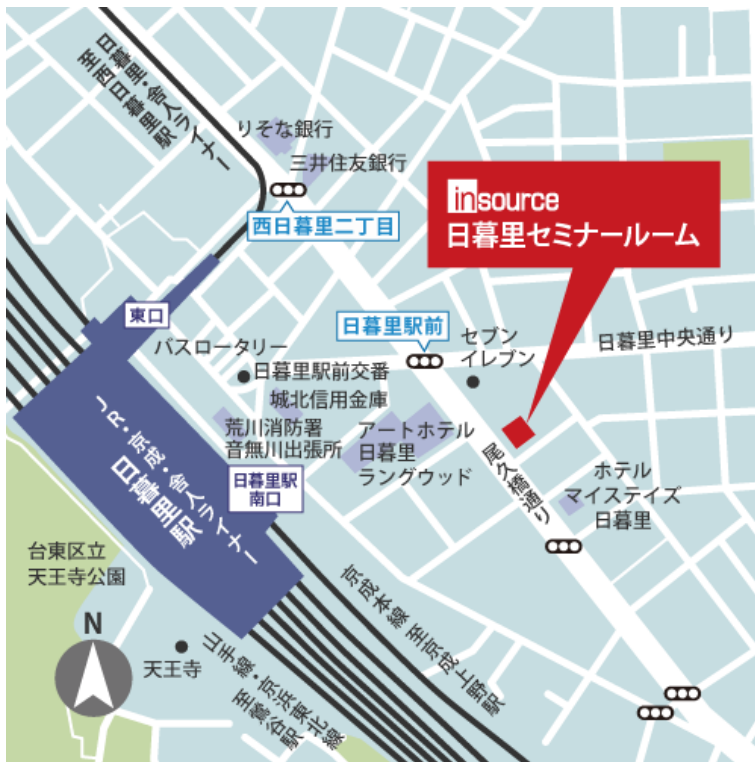 至日暮里・舎人ライナー
西日暮里駅
りそな銀行
三井住友銀行
西日暮里二丁目
insource
日暮里セミナールーム
東口
バスロータリー
日暮里駅前
セブン
イレブン
日暮里中央通り
日暮里駅前交番
城北信用金庫
荒川消防署
音無川出張所
アートホテル
日暮里
ラングウッド
尾久橋通り
ホテル
マイステイズ
日暮里
日暮里駅
南口
JR・京成・舎人ライナー
日暮里駅
台東区立
天王寺公園
N
天王寺
京成本線 至京成上野駅
山手線・京浜東北線
至鶯谷駅